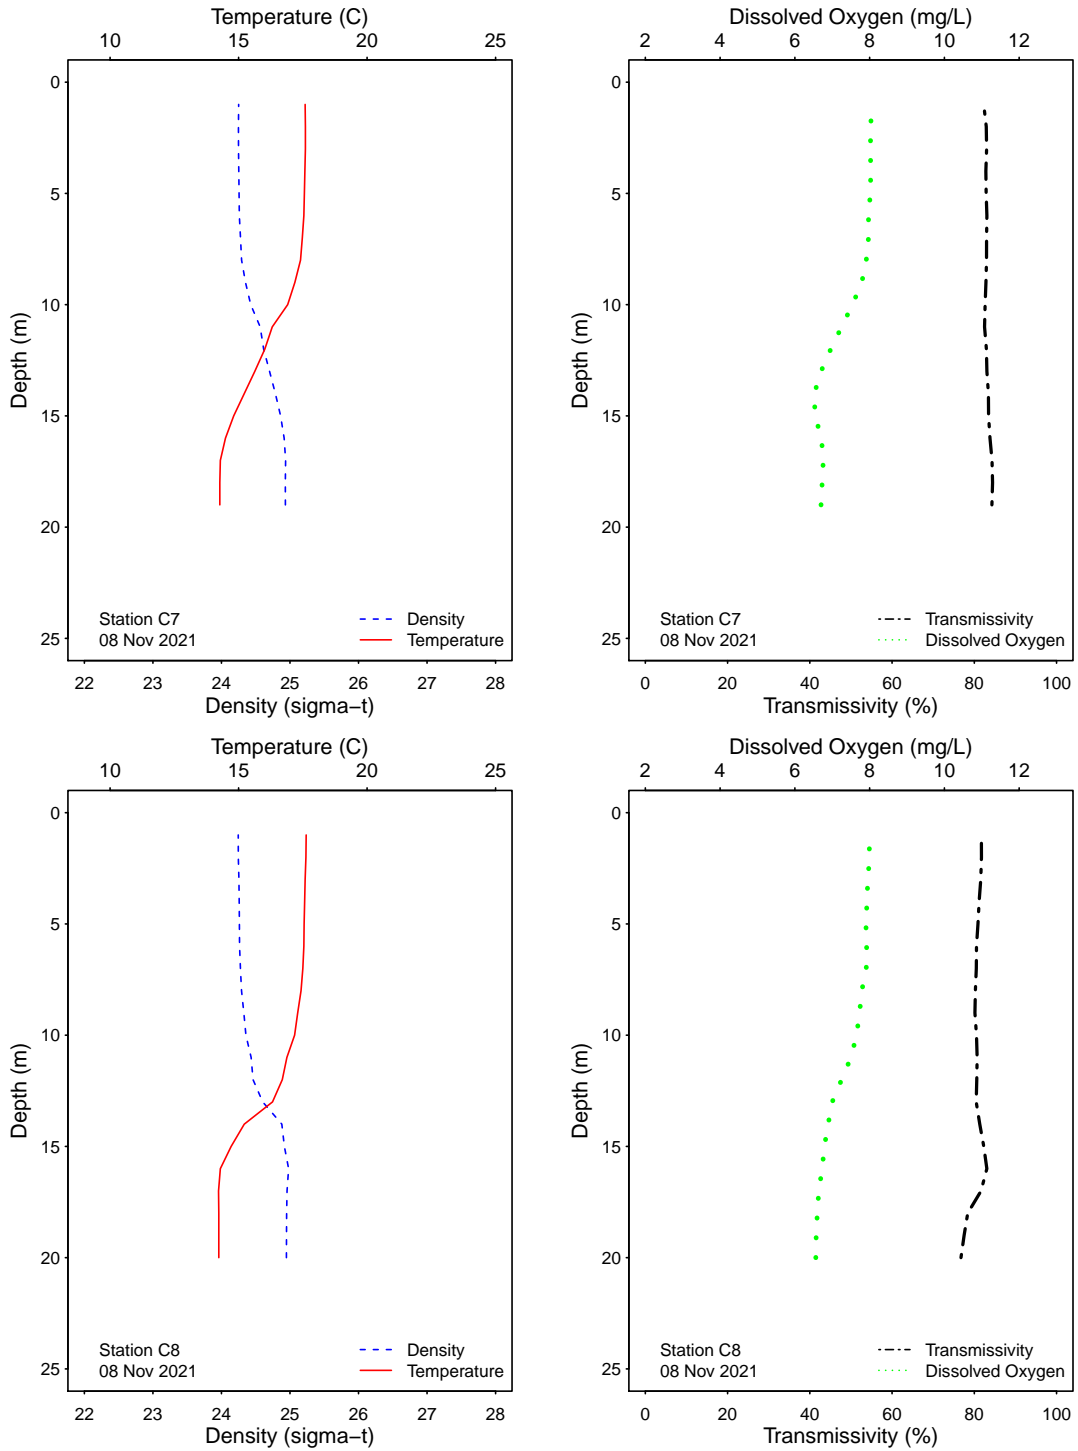 Temperature (C)
10 15 20 25
0
5
10
15
20
25
Depth (m)
Station C7
08 Nov 2021
Density
Temperature
22 23 24 25 26 27 28
Density (sigma−t)
Dissolved Oxygen (mg/L)
2 4 6 8 10 12
0
5
10
15
20
25
Depth (m)
Station C7
08 Nov 2021
Transmissivity
Dissolved Oxygen
0 20 40 60 80 100
Transmissivity (%)
Temperature (C)
10 15 20 25
0
5
10
15
20
25
Depth (m)
Station C8
08 Nov 2021
Density
Temperature
22 23 24 25 26 27 28
Density (sigma−t)
Dissolved Oxygen (mg/L)
2 4 6 8 10 12
0
5
10
15
20
25
Depth (m)
Station C8
08 Nov 2021
Transmissivity
Dissolved Oxygen
0 20 40 60 80 100
Transmissivity (%)